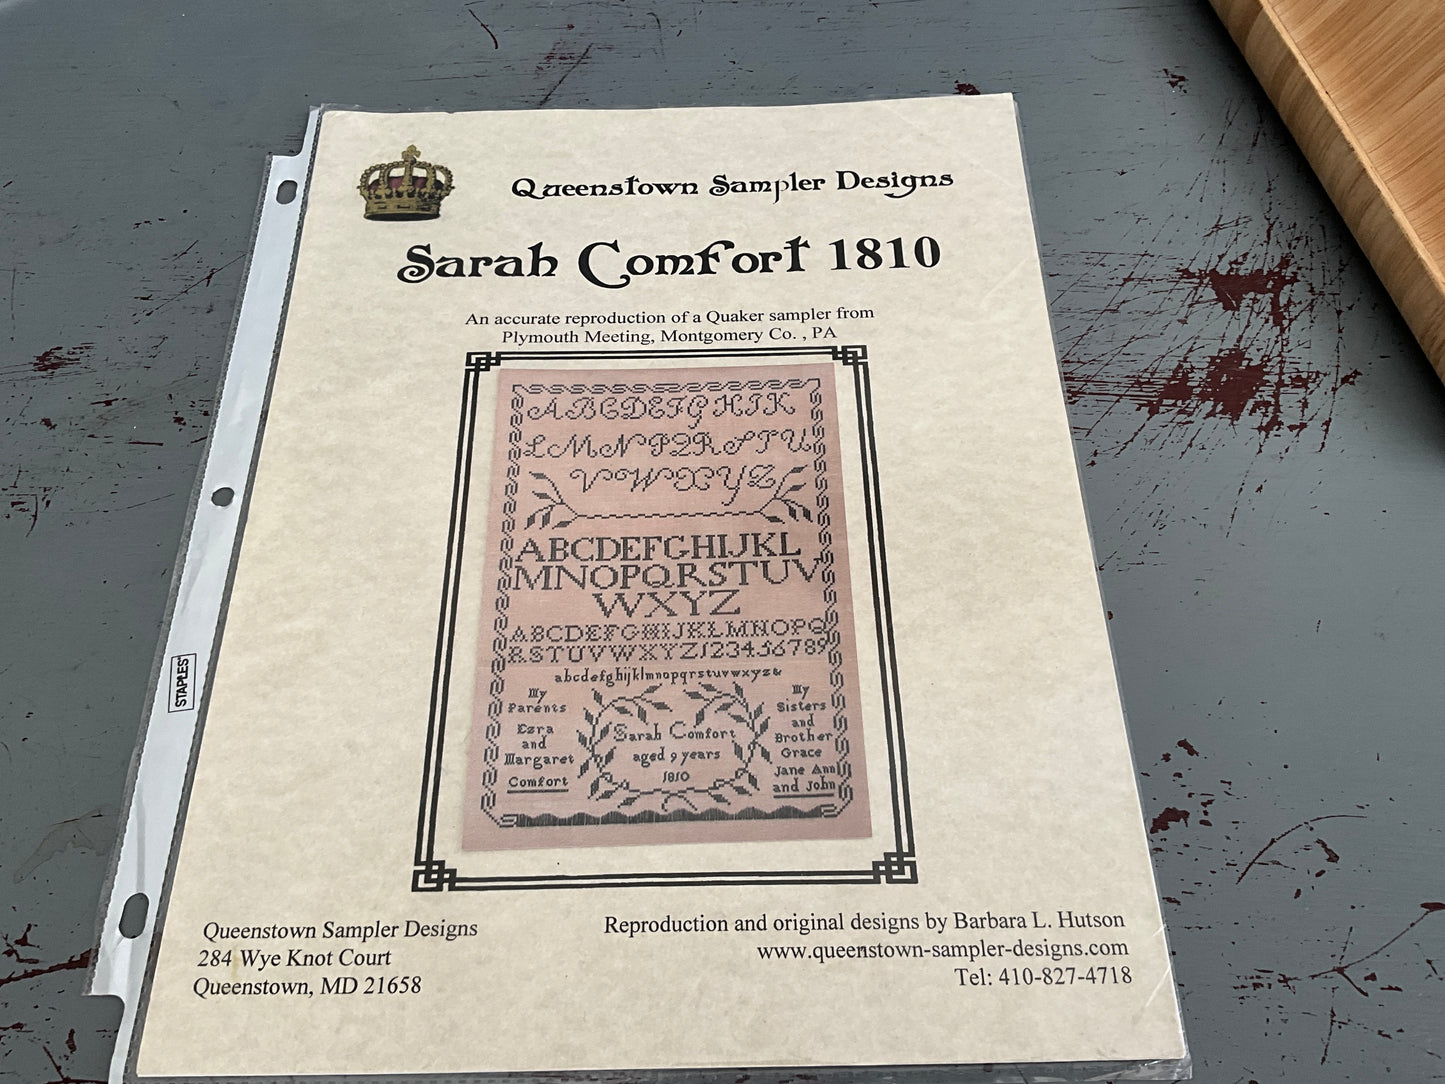 Queenstown Sampler Designs
Sarah Comfort 1810
An accurate reproduction of a Quaker sampler from
Plymouth Meeting, Montgomery Co. , PA
A B C D E F G H I K
L M N P Q R S T U
V W X Y Z
ABCDEFGHIJKL
MNOPQRSTUV
WXYZ
ABCDEFGHIJKLMNOPQ
RSTUVWXYZ123456789
abcdefghijklmnopqrstuvwxyz&
My
Parents
Ezra
and
Margaret
Comfort
Sarah Comfort
aged 9 years
1810
My
Sisters
and
Brother
Grace
Jane Ann
and John
STAPLES
Queenstown Sampler Designs
284 Wye Knot Court
Queenstown, MD 21658
Reproduction and original designs by Barbara L. Hutson
www.queenstown-sampler-designs.com
Tel: 410-827-4718